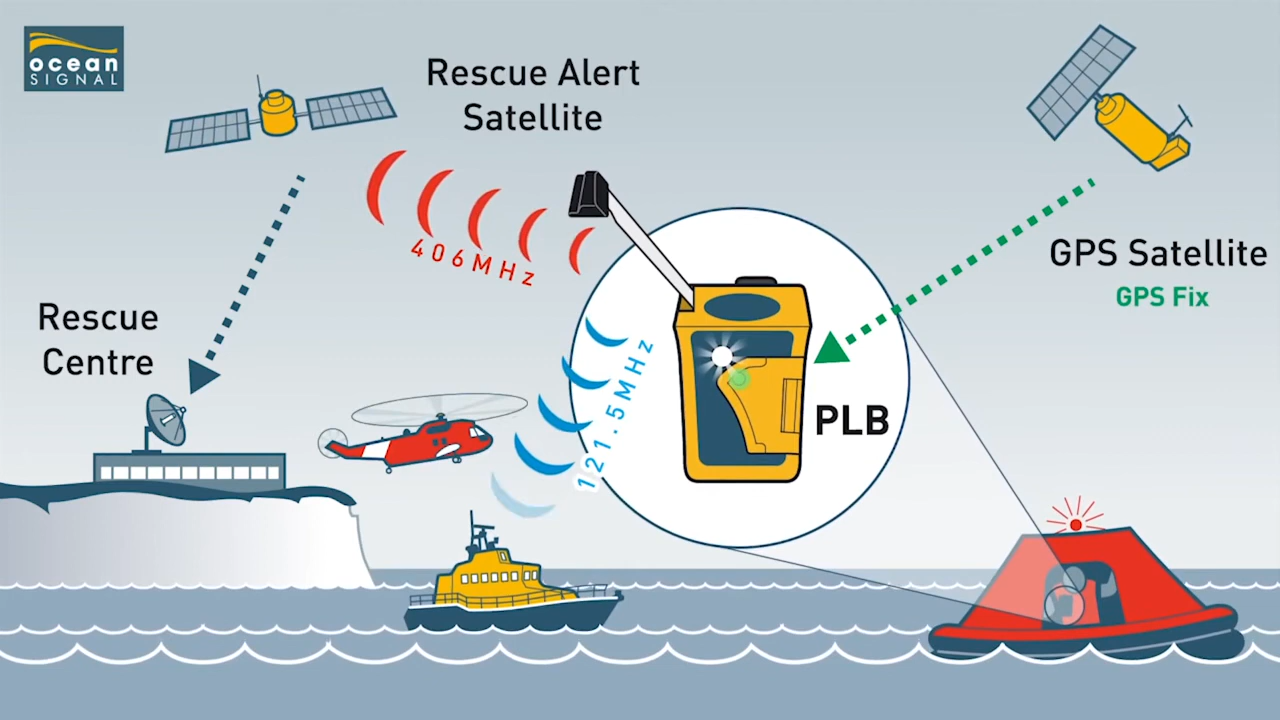 ocean
SIGNAL
Rescue Alert
Satellite
406MHz
GPS Satellite
GPS Fix
Rescue
Centre
121.5MHz
PLB